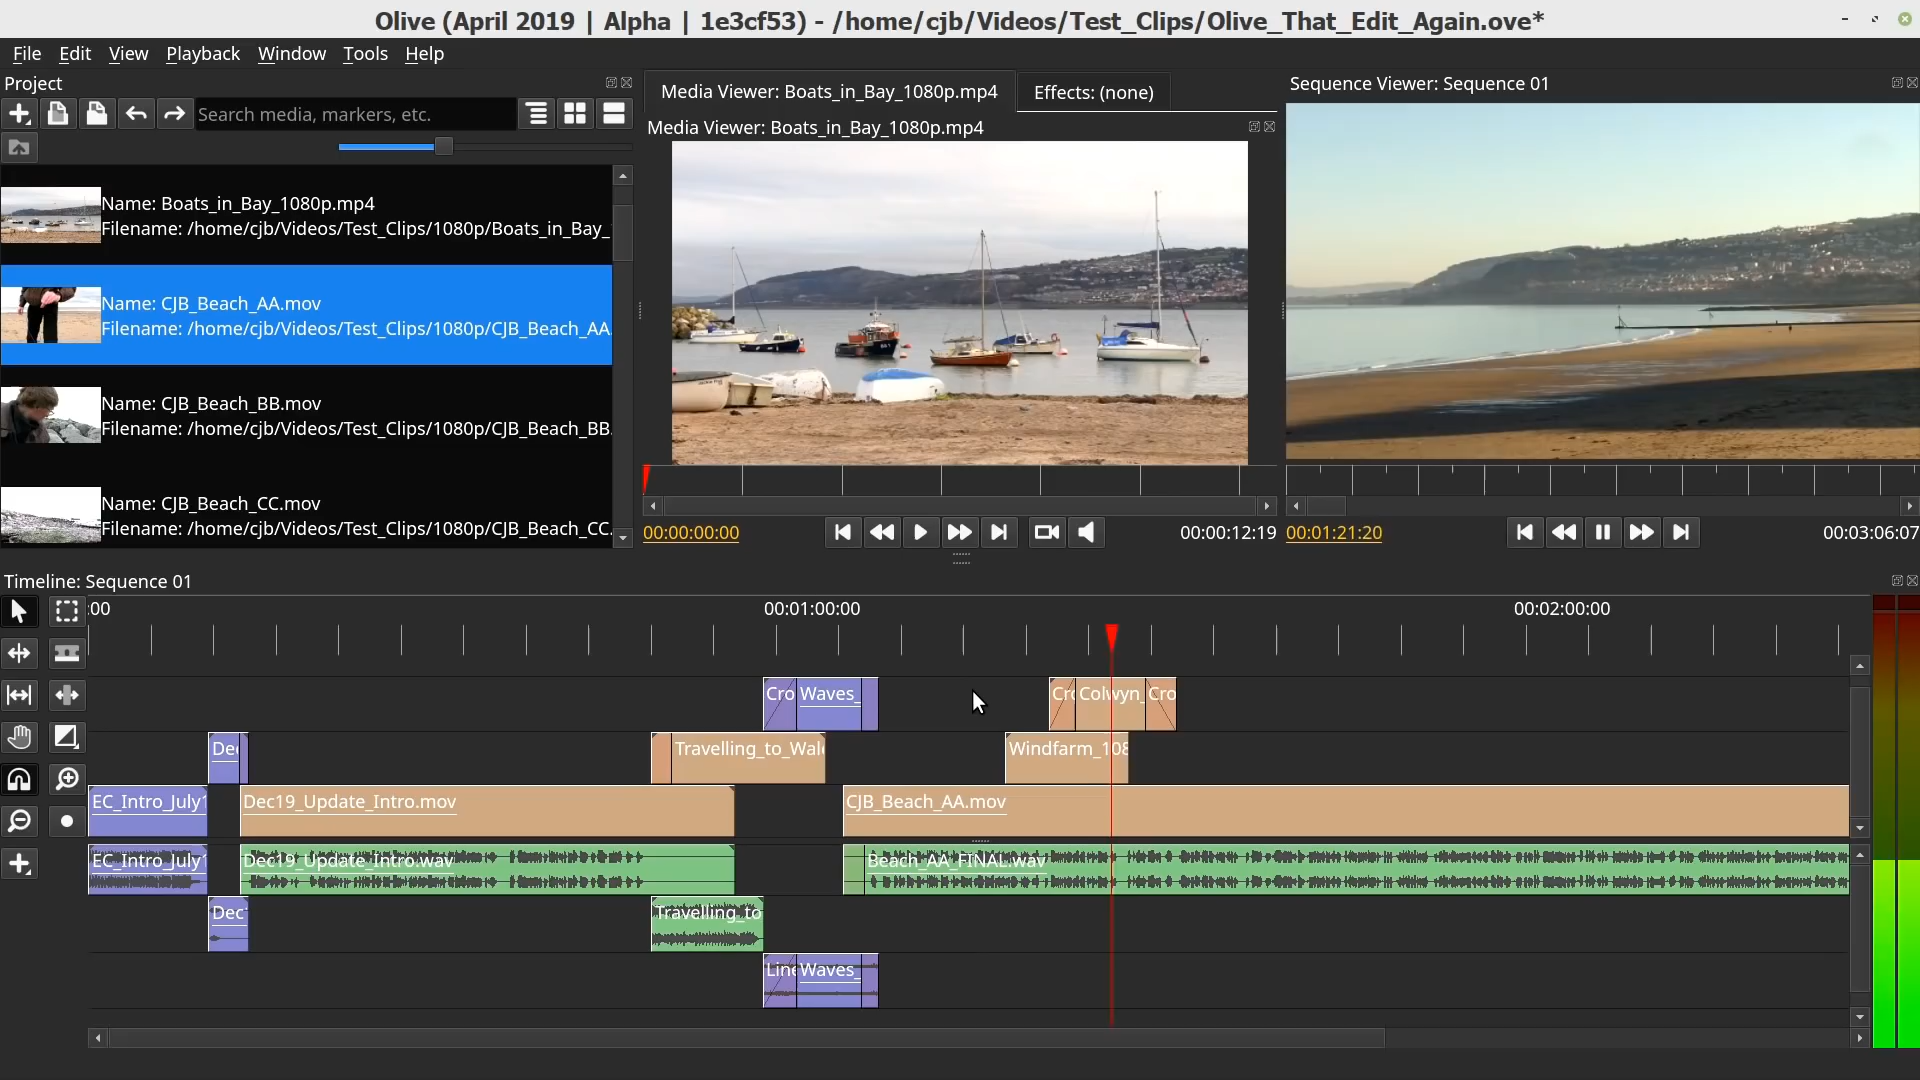 Olive (April 2019 | Alpha | 1e3cf53) - /home/cjb/Videos/Test_Clips/Olive_That_Edit_Again.ove*
File Edit View Playback Window Tools Help
Project
Search media, markers, etc.
Name: Boats_in_Bay_1080p.mp4
Filename: /home/cjb/Videos/Test_Clips/1080p/Boats_in_Bay_
Name: CJB_Beach_AA.mov
Filename: /home/cjb/Videos/Test_Clips/1080p/CJB_Beach_AA.
Name: CJB_Beach_BB.mov
Filename: /home/cjb/Videos/Test_Clips/1080p/CJB_Beach_BB.
Name: CJB_Beach_CC.mov
Filename: /home/cjb/Videos/Test_Clips/1080p/CJB_Beach_CC.
Media Viewer: Boats_in_Bay_1080p.mp4
Effects: (none)
Media Viewer: Boats_in_Bay_1080p.mp4
00:00:00:00
00:00:12:19
Sequence Viewer: Sequence 01
00:01:21:20
00:03:06:07
Timeline: Sequence 01
:00
00:01:00:00
00:02:00:00
Cro
Waves_
Cro
Colwyn_
Cro
Dec
Travelling_to_Wale
Windfarm_108
EC_Intro_July1
Dec19_Update_Intro.mov
CJB_Beach_AA.mov
EC_Intro_July1
Dec19_Update_Intro.wav
Beach_AA_FINAL.wav
Dec
Travelling_to
Line
Waves_